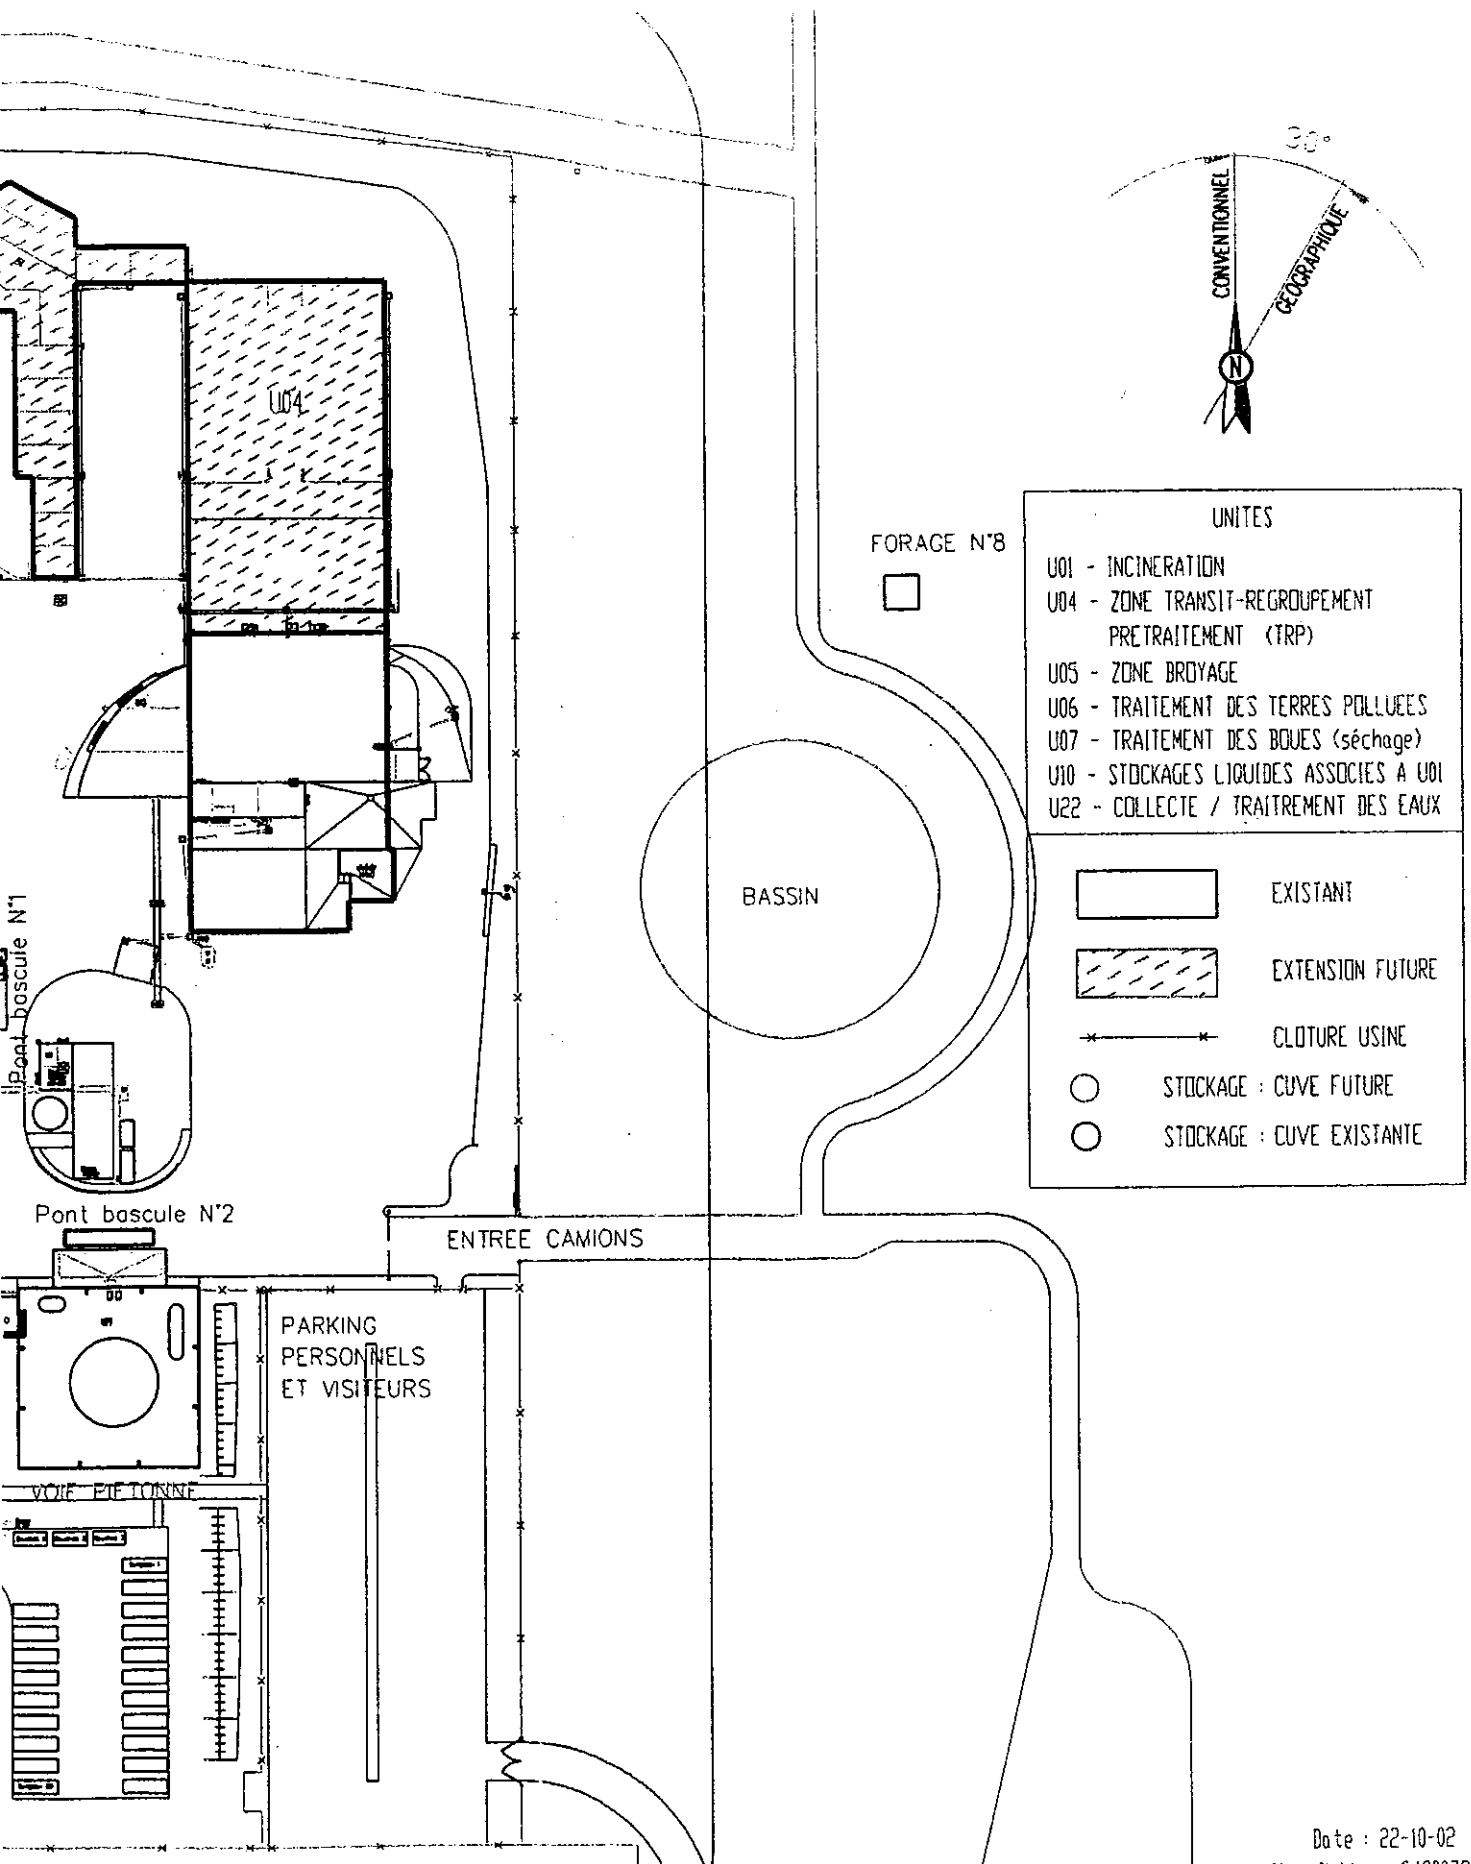 30°
CONVENTIONNEL
GEOGRAPHIQUE
N
U04
FORAGE N°8
UNITES
U01 - INCINERATION
U04 - ZONE TRANSIT-REGROUPEMENT
PRETRAITEMENT (TRP)
U05 - ZONE BROYAGE
U06 - TRAITEMENT DES TERRES POLLUEES
U07 - TRAITEMENT DES BOUES (séchage)
U10 - STOCKAGES LIQUIDES ASSOCIES A U01
U22 - COLLECTE / TRAITREMENT DES EAUX
EXISTANT
EXTENSION FUTURE
CLOTURE USINE
STOCKAGE : CUVE FUTURE
STOCKAGE : CUVE EXISTANTE
BASSIN
Pont bascule N°1
Pont bascule N°2
ENTREE CAMIONS
PARKING
PERSONNELS
ET VISITEURS
VOIE PIETONNE
Date : 22-10-02